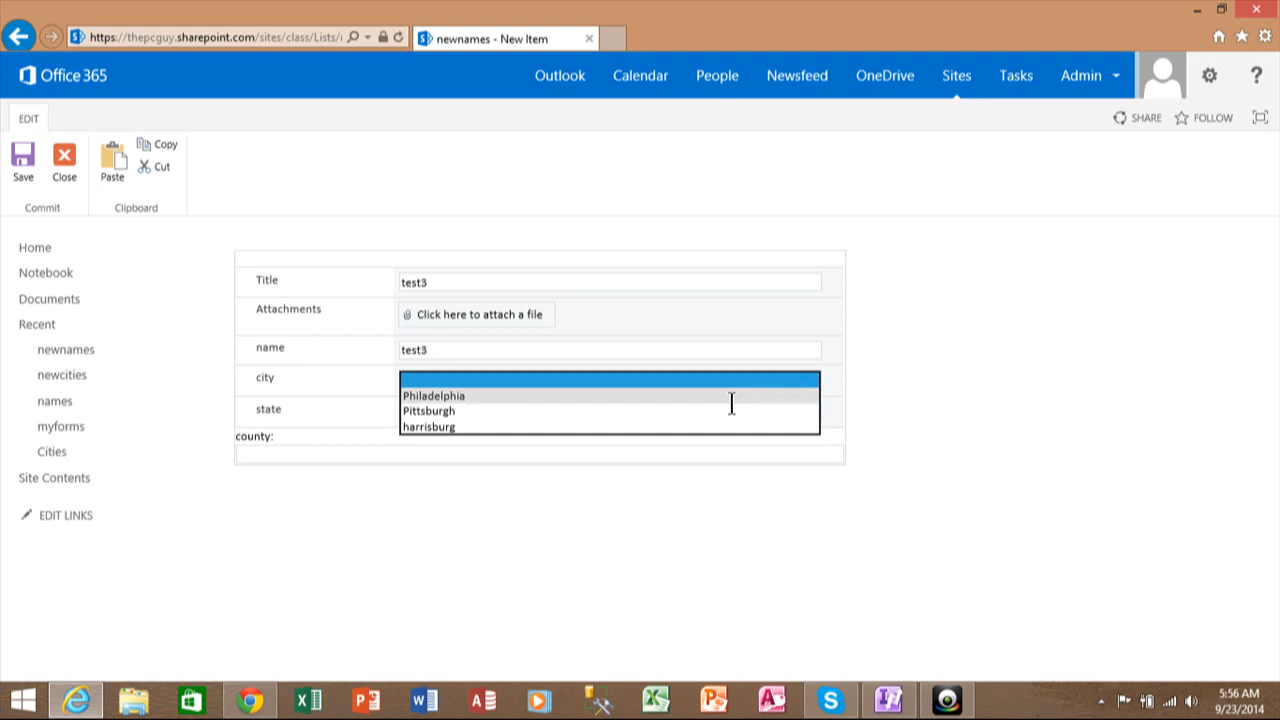 https://thepcguy.sharepoint.com/sites/class/Lists/
newnames - New Item
Office 365
Outlook
Calendar
People
Newsfeed
OneDrive
Sites
Tasks
Admin
?
EDIT
SHARE
FOLLOW
Save
Close
Paste
Copy
Cut
Commit
Clipboard
Home
Notebook
Documents
Recent
newnames
newcities
names
myforms
Cities
Site Contents
EDIT LINKS
Title
test3
Attachments
Click here to attach a file
name
test3
city
Philadelphia
Pittsburgh
harrisburg
state
county:
5:56 AM
9/23/2014